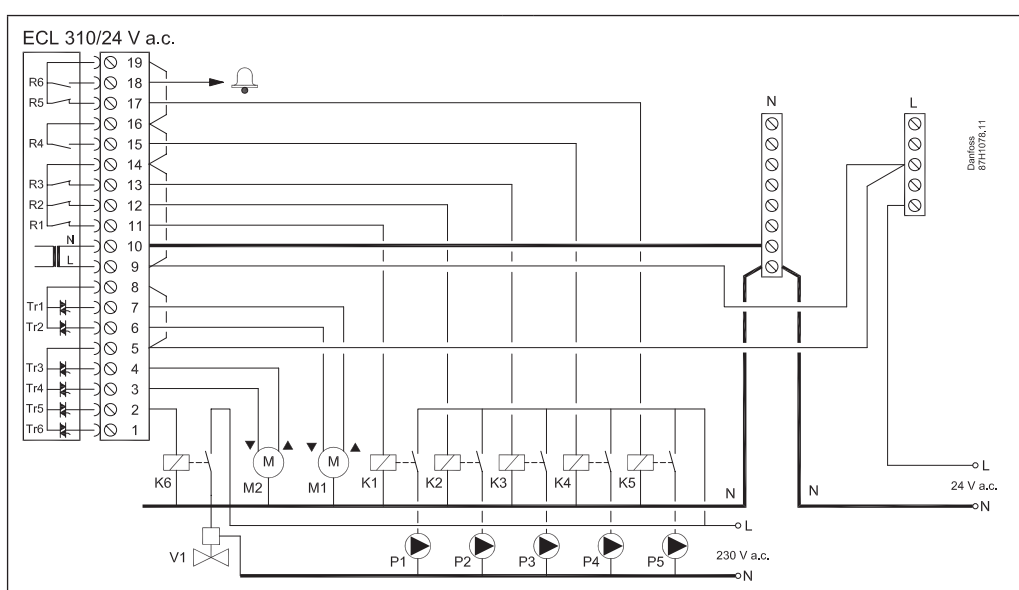 ECL 310/24 V a.c.
19
R6 18
R5 17
16
R4 15
14
R3 13
R2 12
R1 11
N 10
L 9
8
Tr1 7
Tr2 6
5
Tr3 4
Tr4 3
Tr5 2
Tr6 1
N
L
Danfoss
87H1078.11
M M
K6 M2 M1 K1 K2 K3 K4 K5
N N
L
24 V a.c.
N
V1 P1 P2 P3 P4 P5
L
230 V a.c.
N